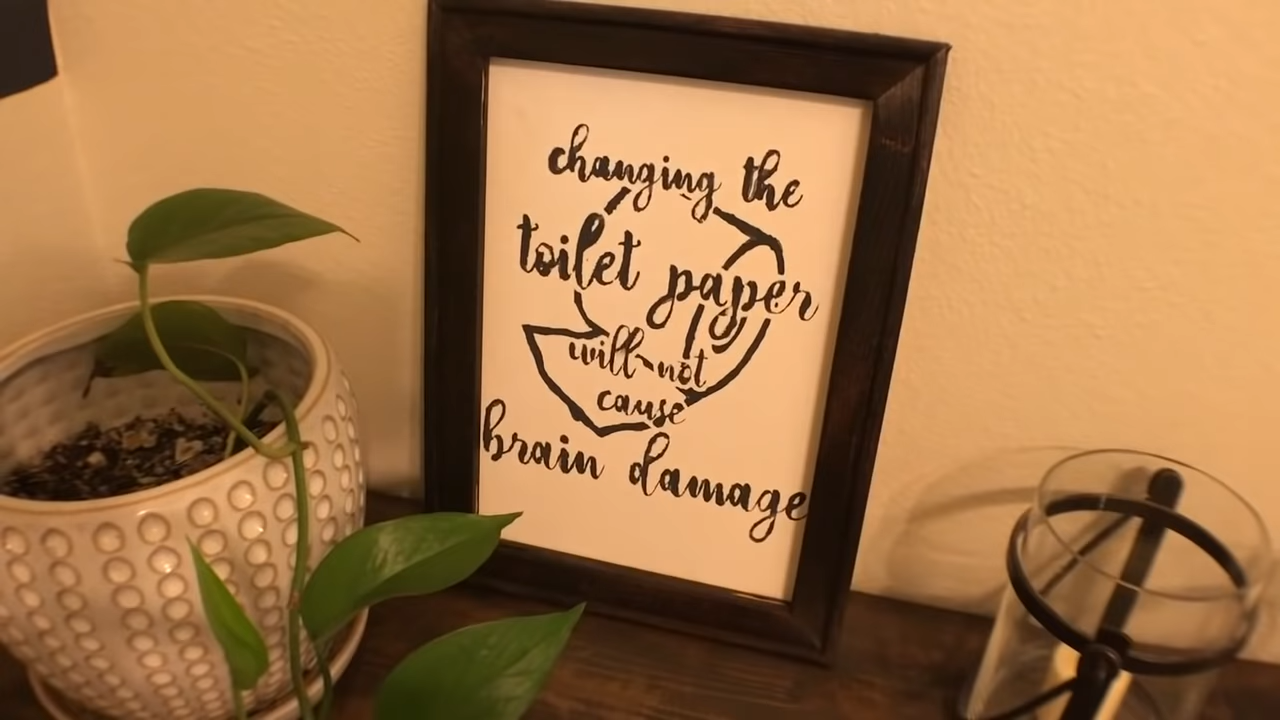 changing the
toilet paper
will not
cause
brain damage